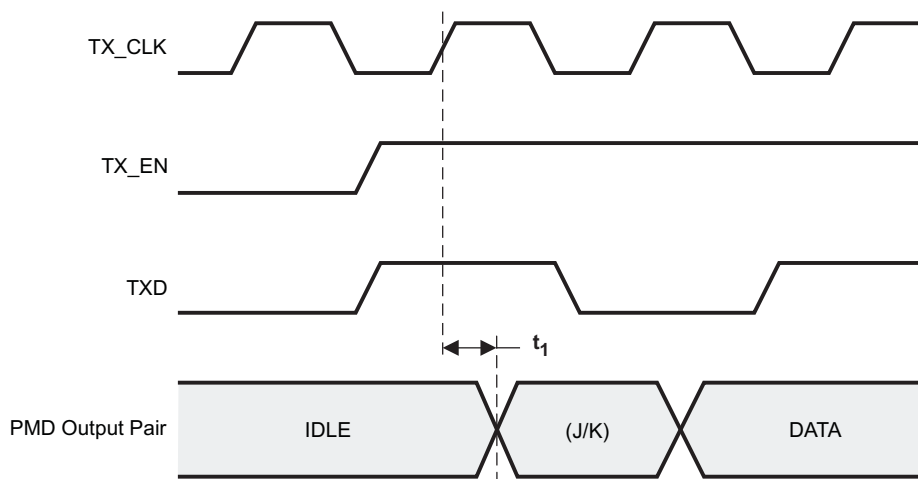 TX_CLK
TX_EN
TXD
t1
PMD Output Pair
IDLE
(J/K)
DATA